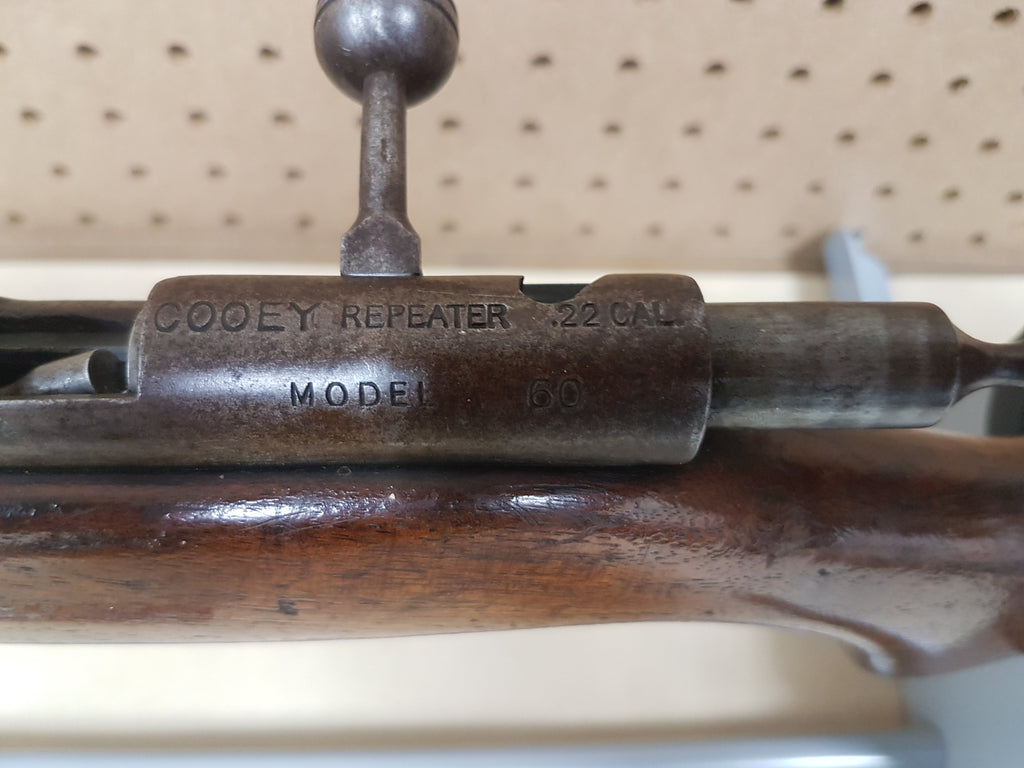 COOEY REPEATER .22 CAL.
MODEL 60